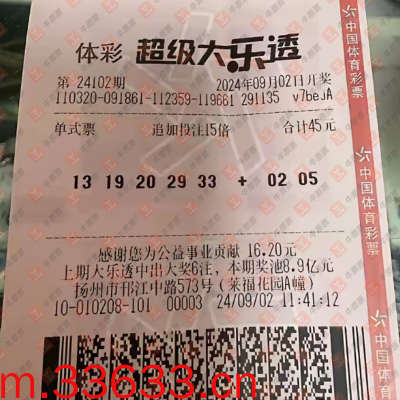 体彩 超级大乐透
第 24102期 2024年09月02日开奖
110320-091861-112359-119661 291135 v7beJA
单式票 追加投注15倍 合计45元
13 19 20 29 33 + 02 05
感谢您为公益事业贡献 16.20元
上期大乐透中出大奖6注，本期奖池8.9亿元
扬州市邗江中路573号（莱福花园A幢）
10-010208-101 00003 24/09/02 11:41:12
m.33633.cn
中国体育彩票
中国体育彩票